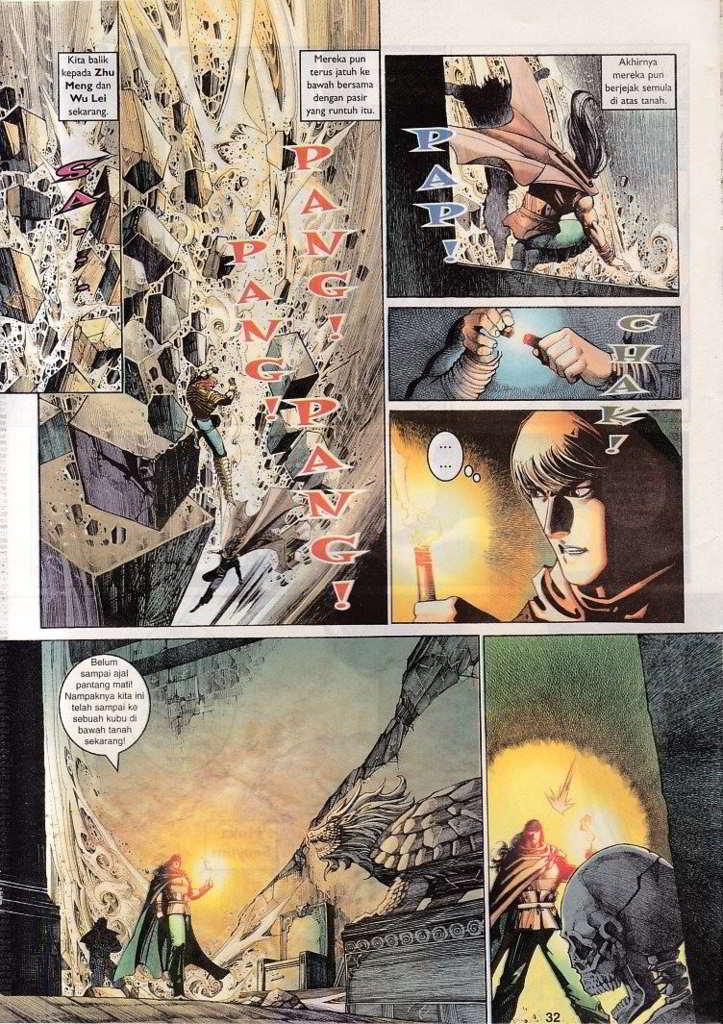 Kita balik
kepada Zhu
Meng dan
Wu Lei
sekarang.
SA...
Mereka pun
terus jatuh ke
bawah bersama
dengan pasir
yang runtuh itu.
PANG!
PANG!
PANG!
Akhirnya
mereka pun
berjejak semula
di atas tanah.
PAP!
CHAK!
...
...
Belum
sampai ajal
pantang mati!
Nampaknya kita ini
telah sampai ke
sebuah kubu di
bawah tanah
sekarang!
32